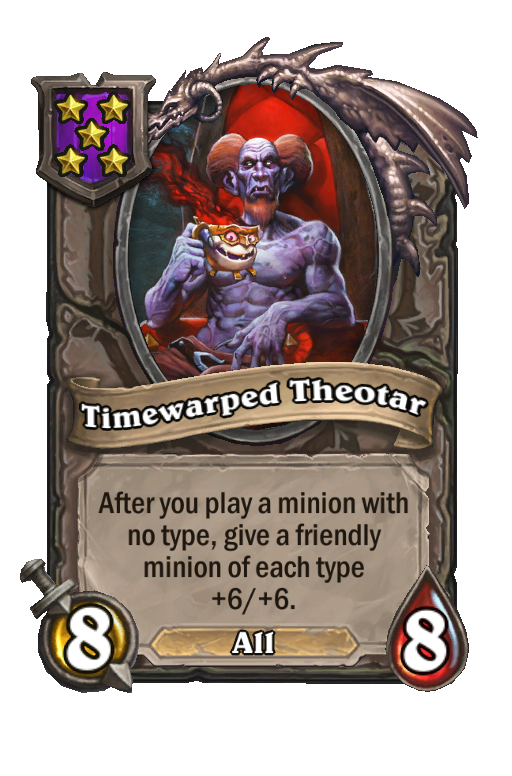 Timewarped Theotar
After you play a minion with
no type, give a friendly
minion of each type
+6/+6.
8
All
8